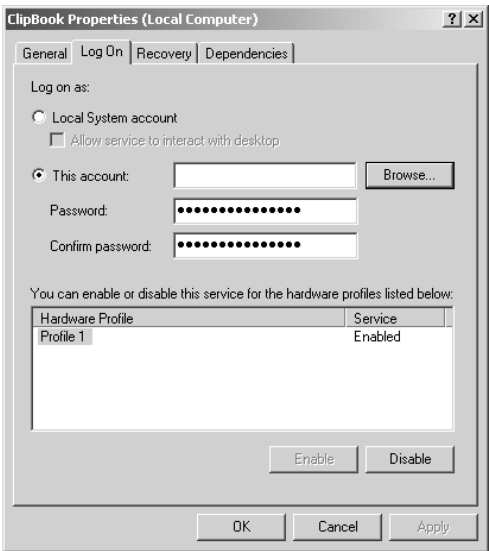 ClipBook Properties (Local Computer)
General Log On Recovery Dependencies
Log on as:
Local System account
Allow service to interact with desktop
This account: Browse...
Password: ●●●●●●●●●●●●●●●
Confirm password: ●●●●●●●●●●●●●●●
You can enable or disable this service for the hardware profiles listed below:
Hardware Profile Service
Profile 1 Enabled
Enable Disable
OK Cancel Apply